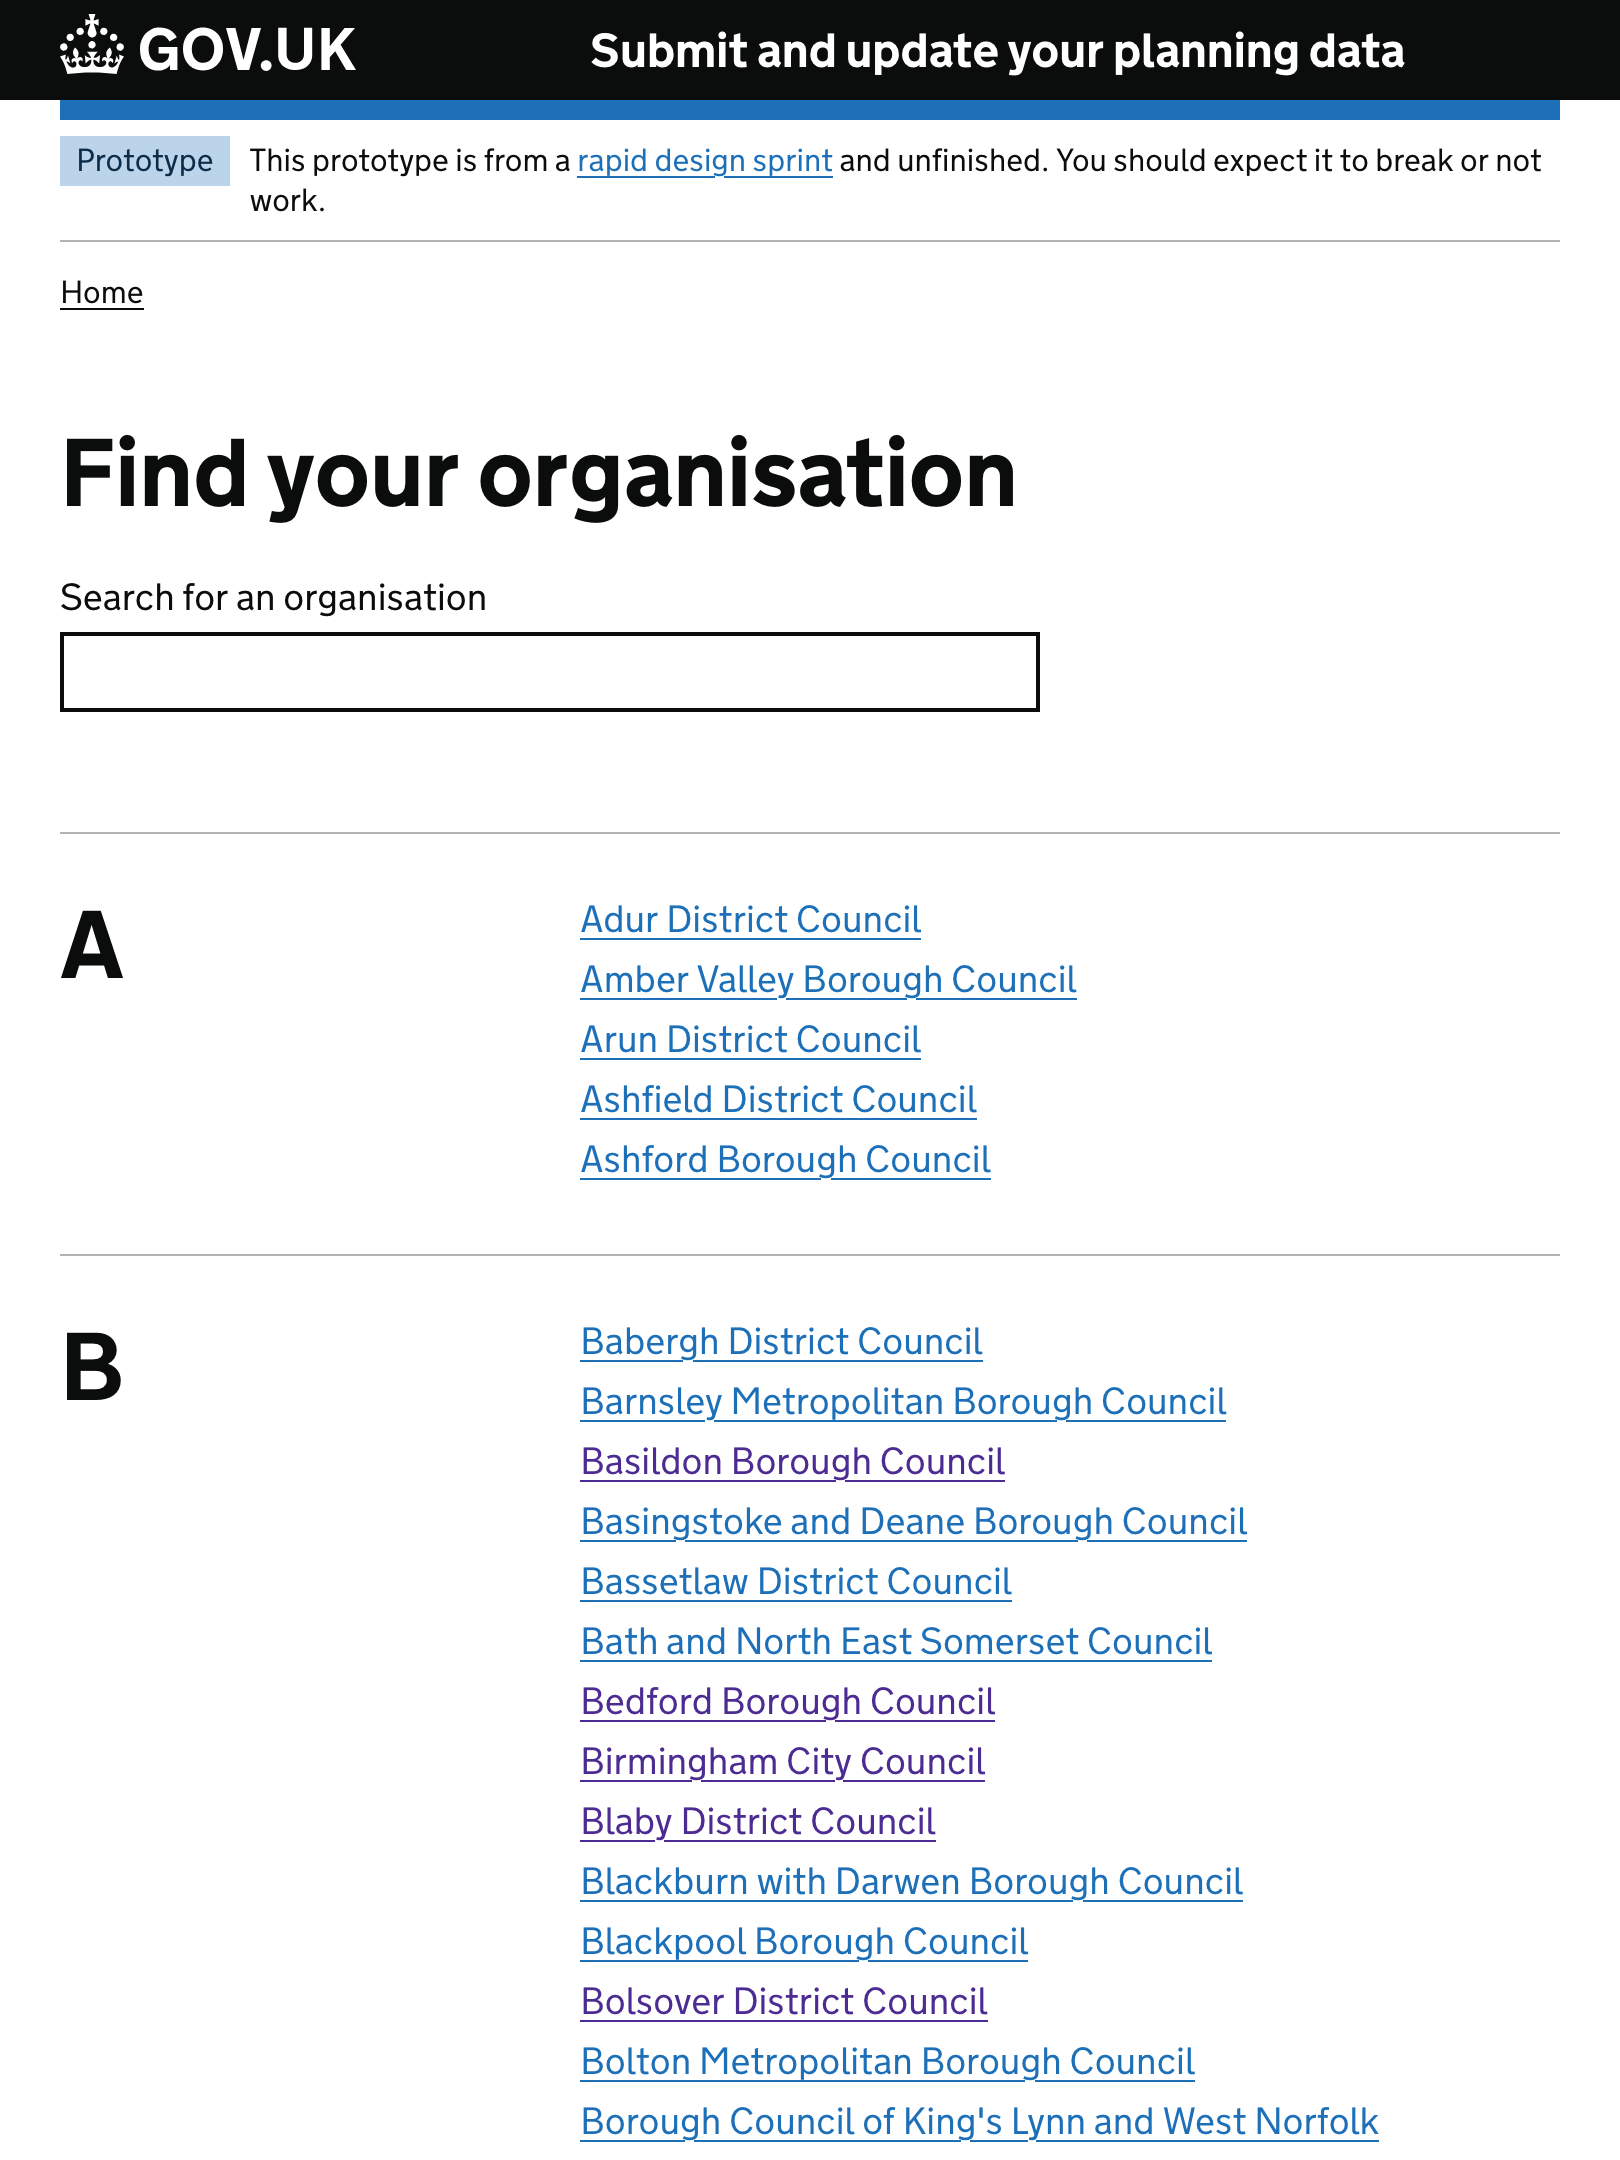 GOV.UK
Submit and update your planning data
Prototype
This prototype is from a rapid design sprint and unfinished. You should expect it to break or not
work.
Home
Find your organisation
Search for an organisation
A
Adur District Council
Amber Valley Borough Council
Arun District Council
Ashfield District Council
Ashford Borough Council
B
Babergh District Council
Barnsley Metropolitan Borough Council
Basildon Borough Council
Basingstoke and Deane Borough Council
Bassetlaw District Council
Bath and North East Somerset Council
Bedford Borough Council
Birmingham City Council
Blaby District Council
Blackburn with Darwen Borough Council
Blackpool Borough Council
Bolsover District Council
Bolton Metropolitan Borough Council
Borough Council of King's Lynn and West Norfolk